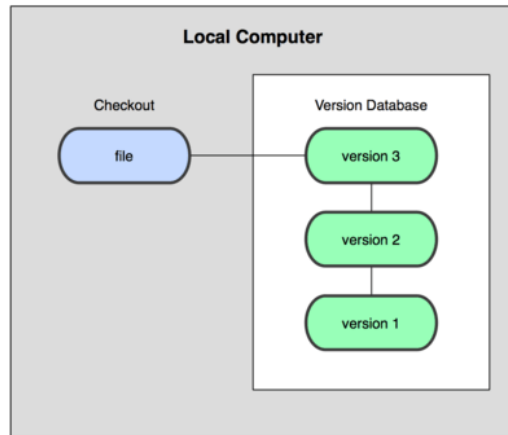 Local Computer
Checkout
Version Database
file
version 3
version 2
version 1